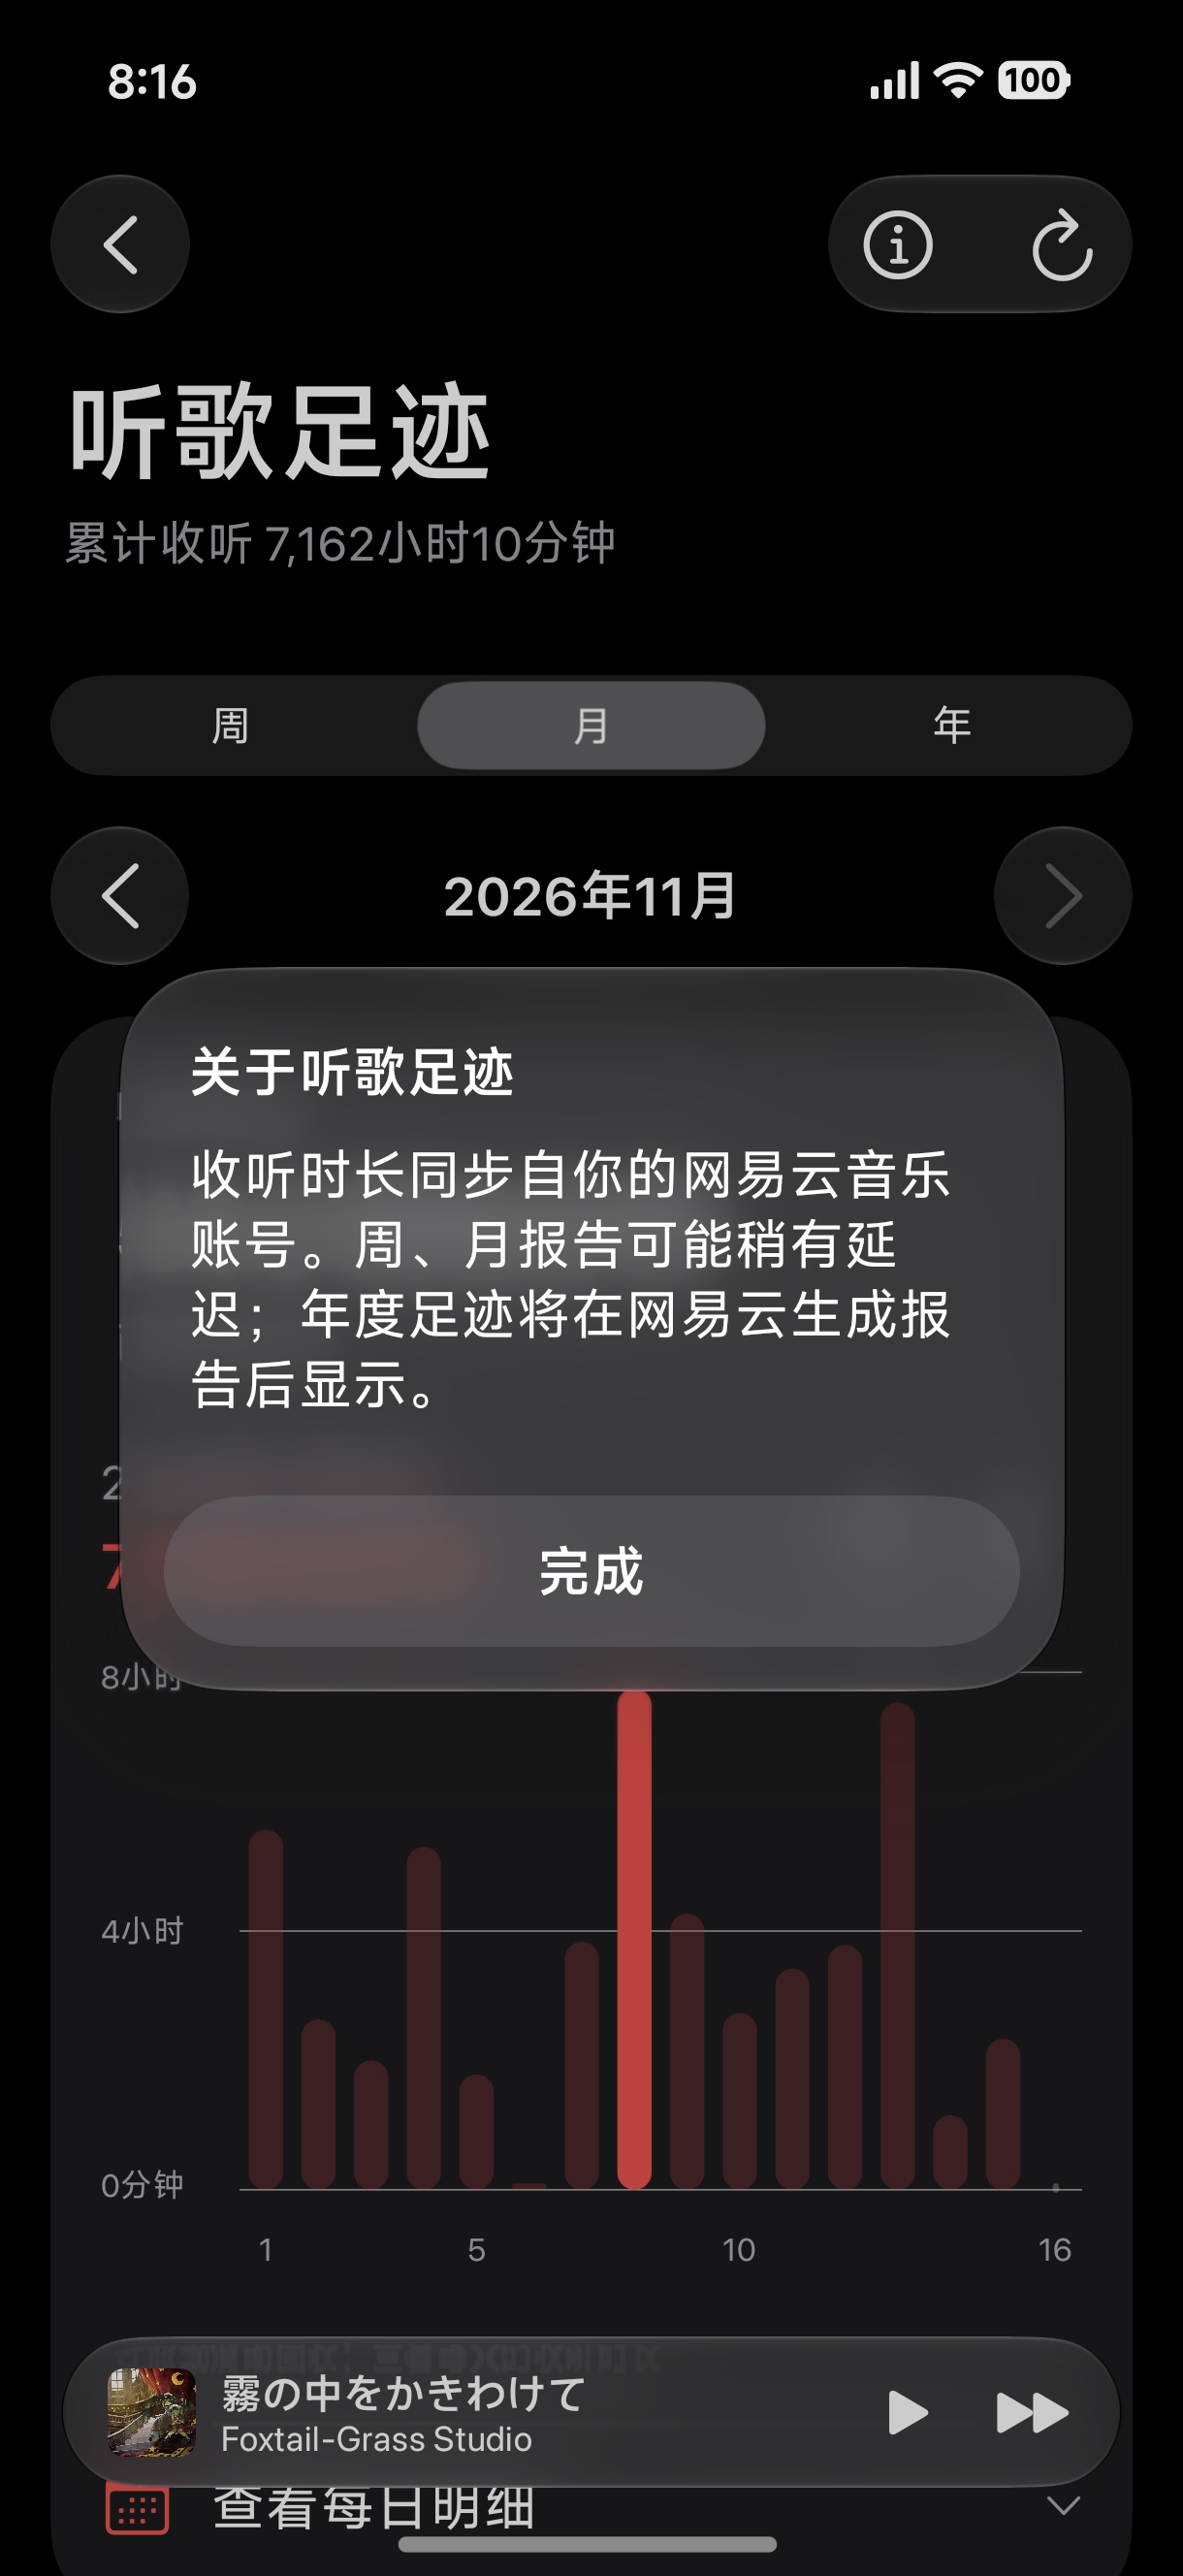 8:16
100
听歌足迹
累计收听 7,162小时10分钟
周
月
年
2026年11月
关于听歌足迹
收听时长同步自你的网易云音乐
账号。周、月报告可能稍有延
迟；年度足迹将在网易云生成报
告后显示。
2
7
完成
8小时
4小时
0分钟
1
5
10
16
霧の中をかきわけて
Foxtail-Grass Studio
查看每日明细